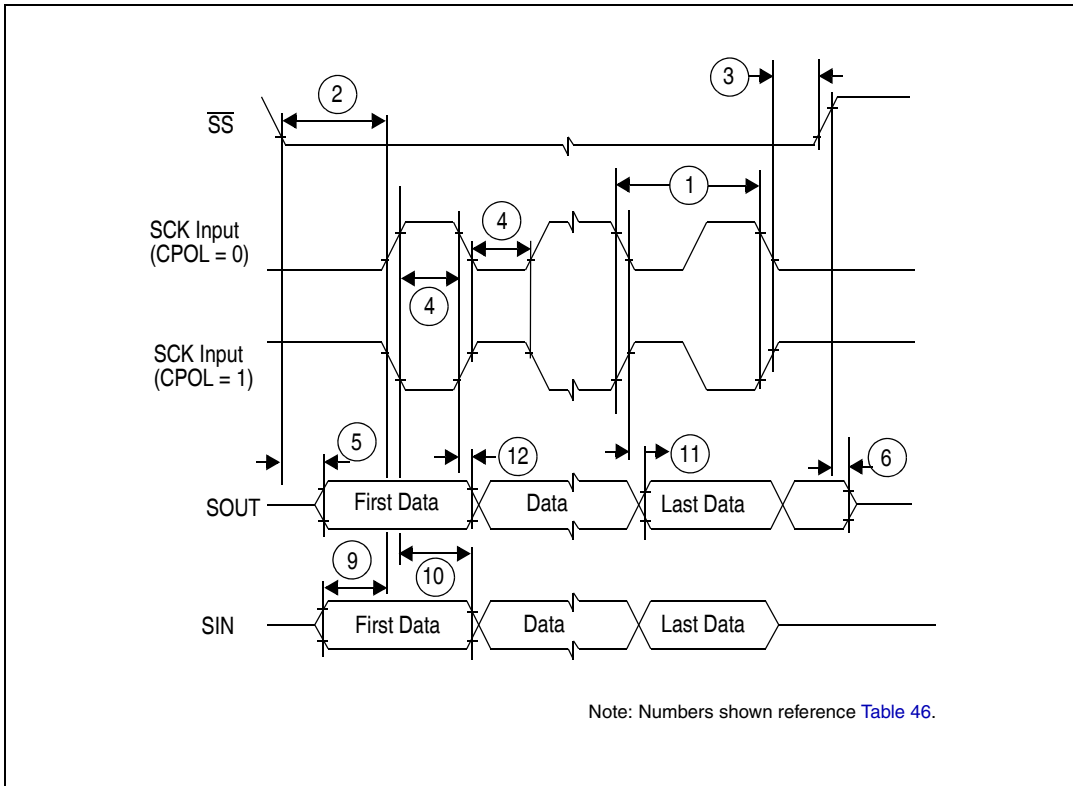 3
2
SS
1
SCK Input
(CPOL = 0)
4
4
SCK Input
(CPOL = 1)
5
12
11
6
SOUT
First Data
Data
Last Data
9
10
SIN
First Data
Data
Last Data
Note: Numbers shown reference Table 46.